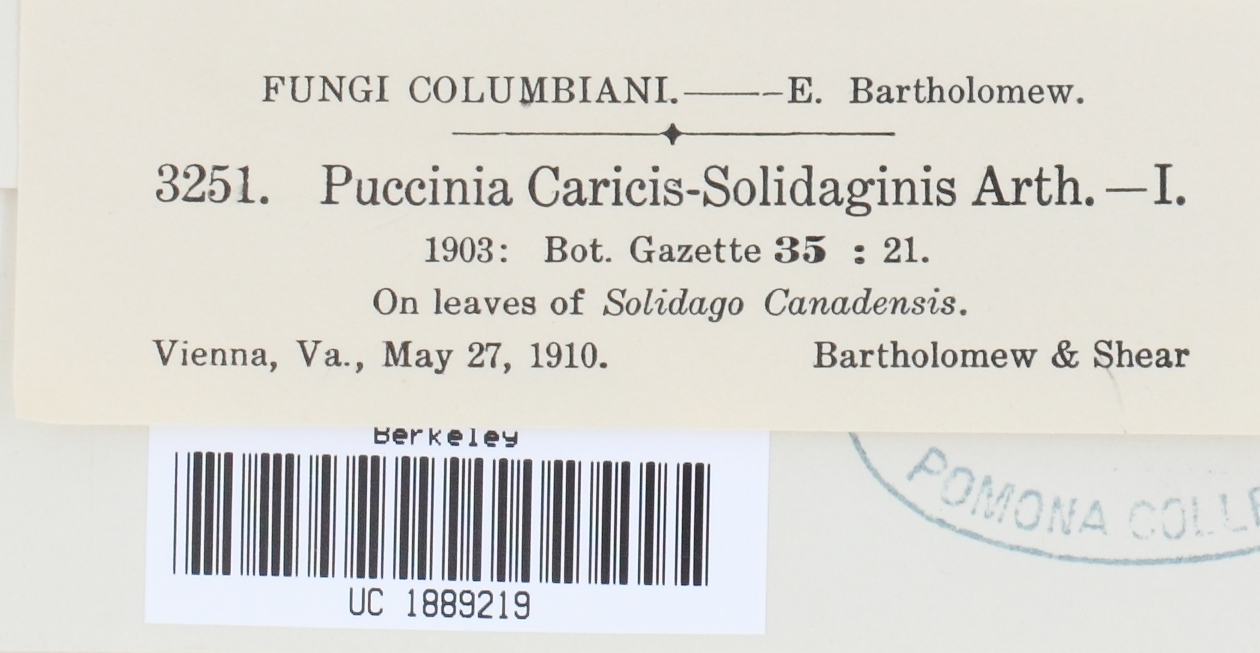 FUNGI COLUMBIANI.——–E. Bartholomew.
3251. Puccinia Caricis-Solidaginis Arth. —I.
1903: Bot. Gazette 35 : 21.
On leaves of Solidago Canadensis.
Vienna, Va., May 27, 1910. Bartholomew & Shear
Berkeley
UC 1889219
POMONA